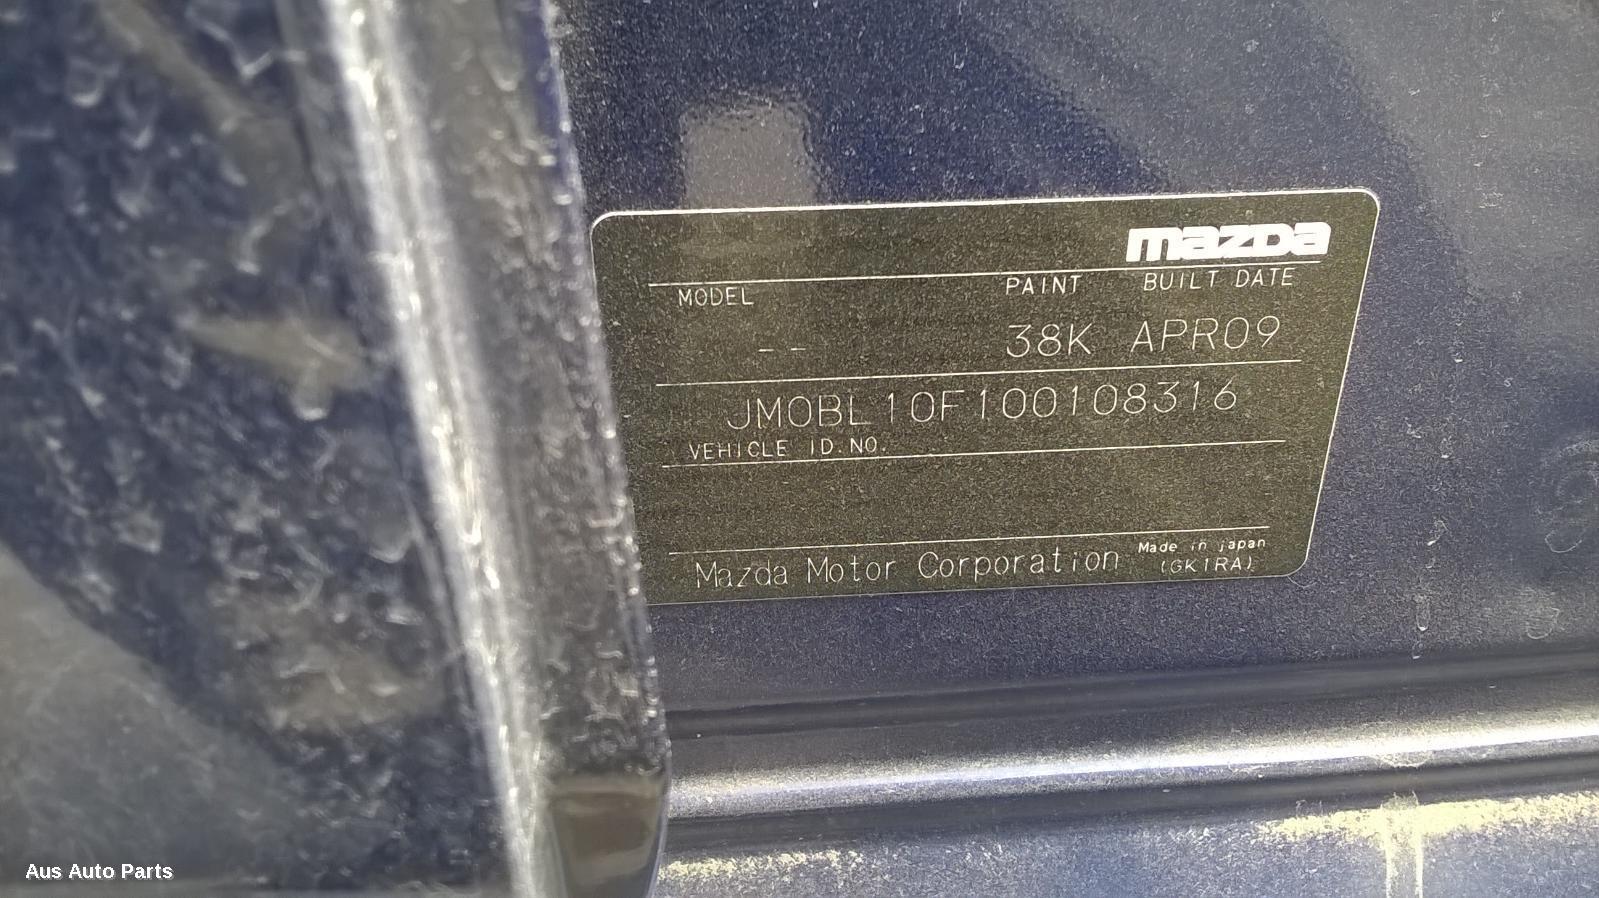 mazda
MODEL PAINT BUILT DATE
-- 38K APR09
JM0BL10F100108316
VEHICLE ID.NO.
Mazda Motor Corporation Made in japan
(GK1RA)
Aus Auto Parts